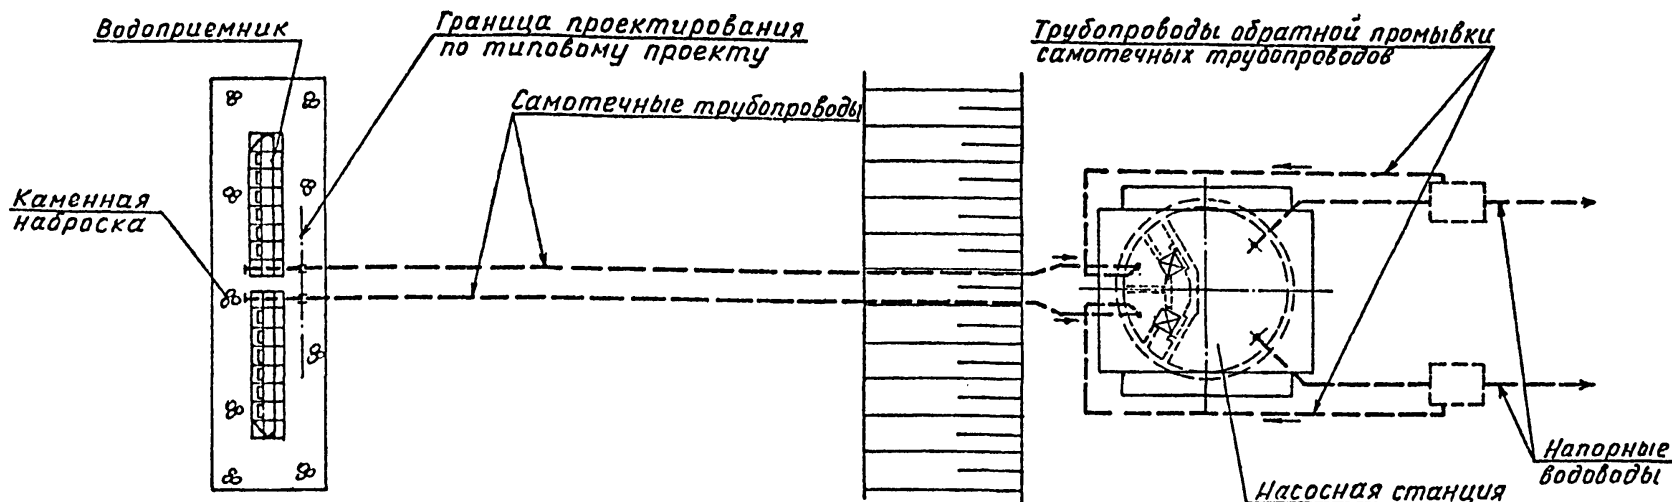 Водоприемник
Граница проектирования
по типовому проекту
Трубопроводы обратной промывки
самотечных трубопроводов
Самотечные трубопроводы
Каменная
наброска
Напорные
водоводы
Насосная станция